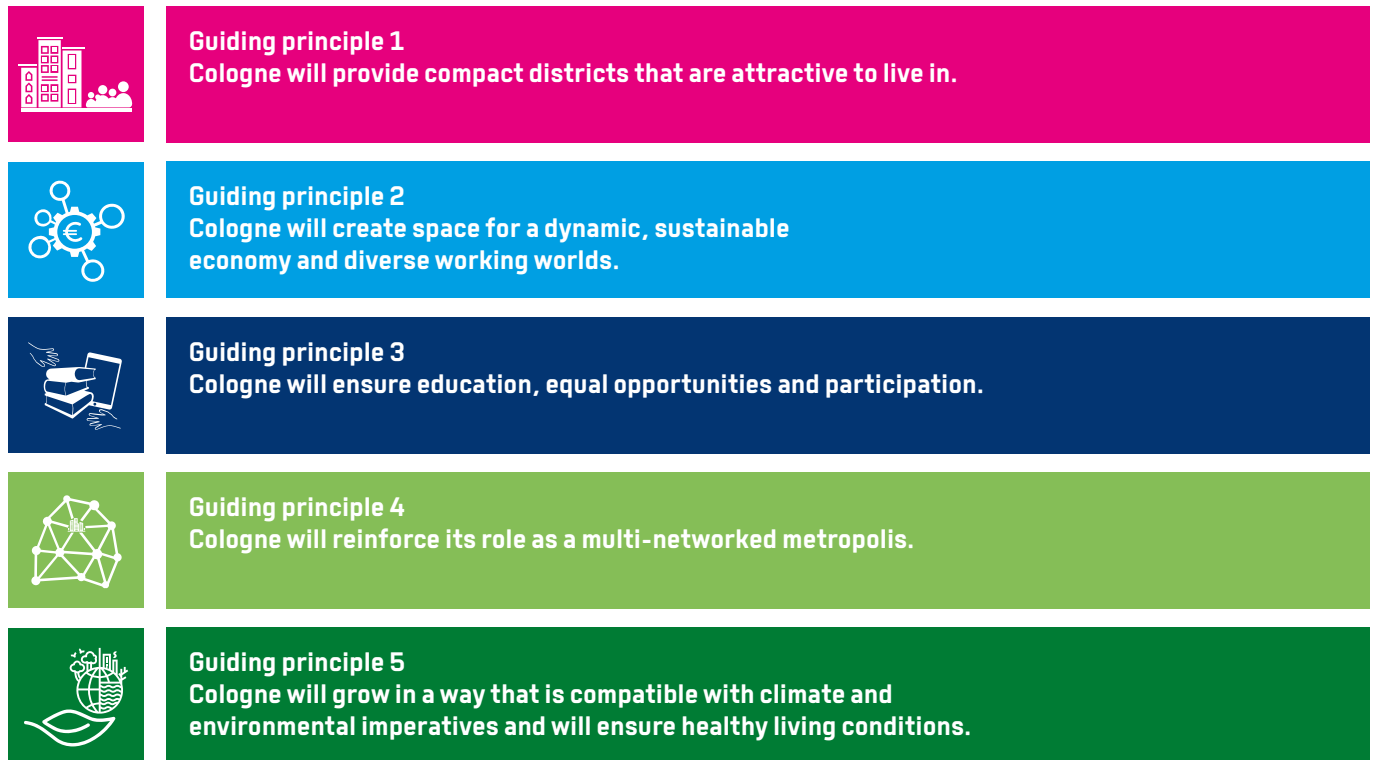 Guiding principle 1
Cologne will provide compact districts that are attractive to live in.
€
Guiding principle 2
Cologne will create space for a dynamic, sustainable
economy and diverse working worlds.
Guiding principle 3
Cologne will ensure education, equal opportunities and participation.
Guiding principle 4
Cologne will reinforce its role as a multi-networked metropolis.
Guiding principle 5
Cologne will grow in a way that is compatible with climate and
environmental imperatives and will ensure healthy living conditions.